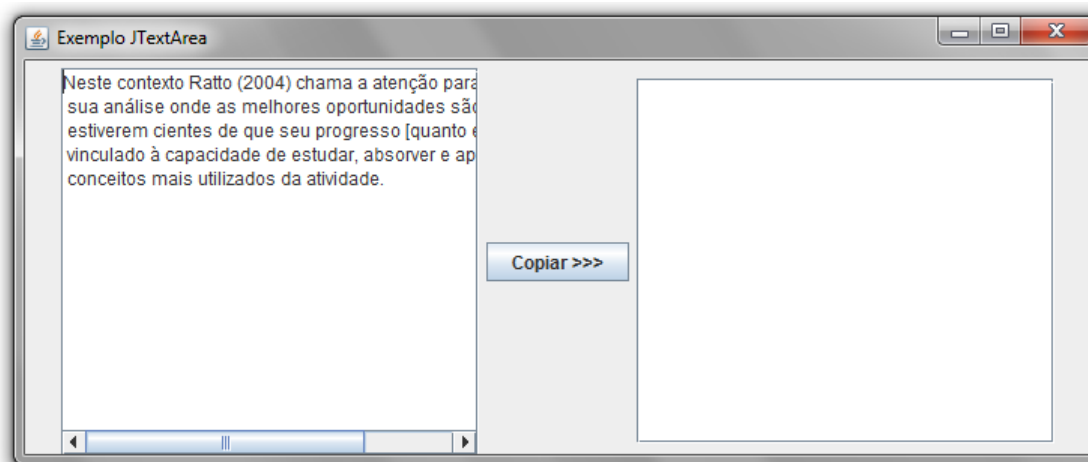 Exemplo JTextArea
Neste contexto Ratto (2004) chama a atenção para
sua análise onde as melhores oportunidades são
estiverem cientes de que seu progresso [quanto e
vinculado à capacidade de estudar, absorver e ap
conceitos mais utilizados da atividade.
Copiar >>>